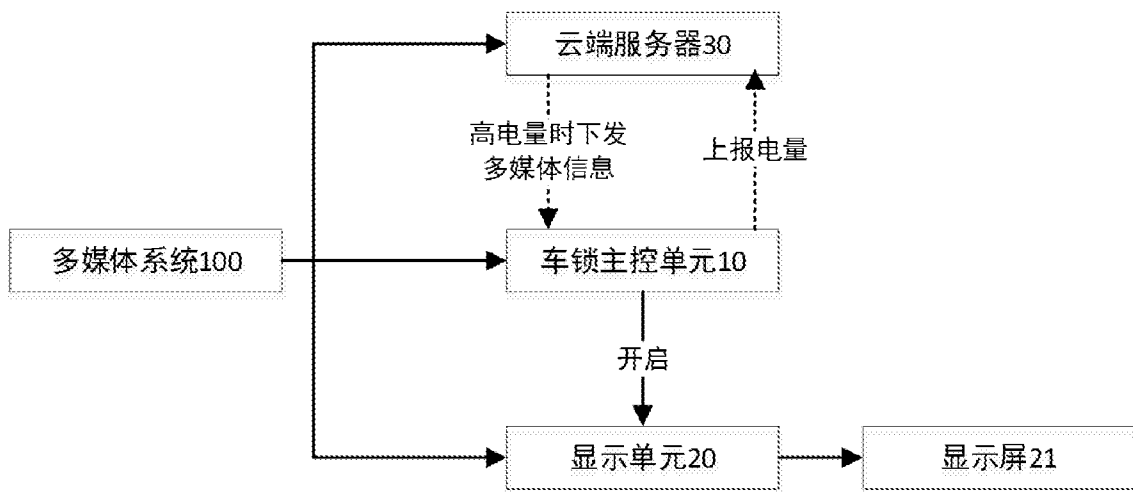 云端服务器30
高电量时下发
多媒体信息
上报电量
多媒体系统100
车锁主控单元10
开启
显示单元20
显示屏21